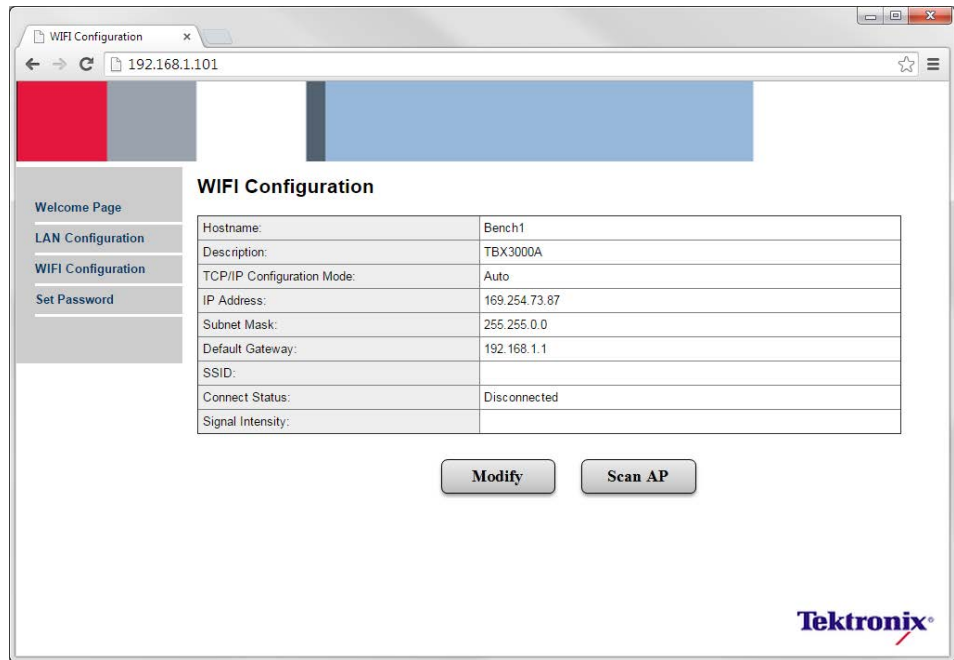 WIFI Configuration
192.168.1.101
WIFI Configuration
Welcome Page
LAN Configuration
WIFI Configuration
Set Password
Hostname: Bench1
Description: TBX3000A
TCP/IP Configuration Mode: Auto
IP Address: 169.254.73.87
Subnet Mask: 255.255.0.0
Default Gateway: 192.168.1.1
SSID:
Connect Status: Disconnected
Signal Intensity:
Modify Scan AP
Tektronix